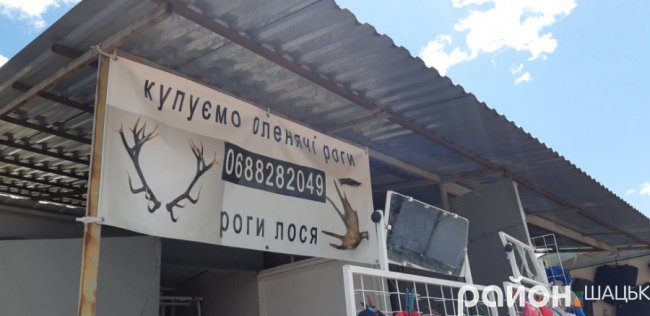 купуємо оленячі роги
0688282049
роги лося
район.ШАЦЬК